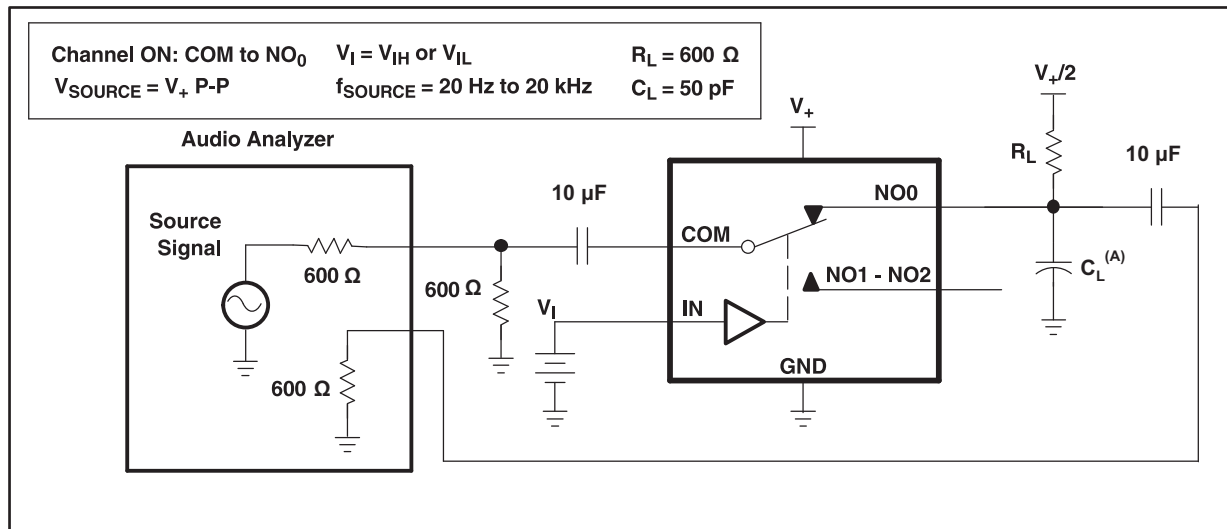 Channel ON: COM to NO0 VI = VIH or VIL RL = 600 Ω
VSOURCE = V+ P-P fSOURCE = 20 Hz to 20 kHz CL = 50 pF
Audio Analyzer
Source
Signal
600 Ω
600 Ω
600 Ω
10 µF
V+
V+/2
RL
10 µF
COM
NO0
NO1 - NO2
CL(A)
VI
IN
GND